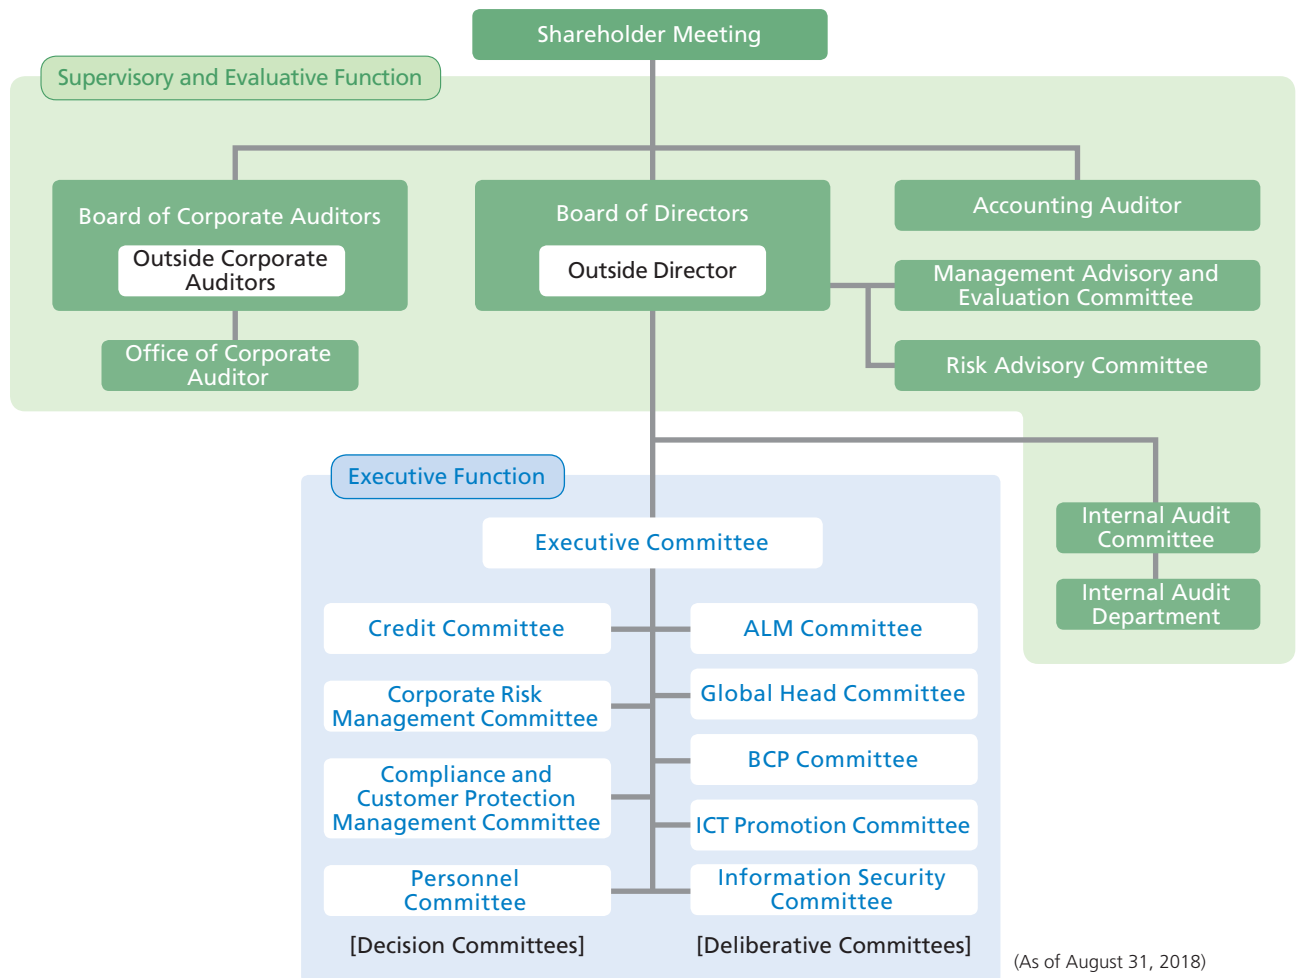 Shareholder Meeting
Supervisory and Evaluative Function
Board of Corporate Auditors
Outside Corporate
Auditors
Office of Corporate
Auditor
Board of Directors
Outside Director
Accounting Auditor
Management Advisory and
Evaluation Committee
Risk Advisory Committee
Internal Audit
Committee
Internal Audit
Department
Executive Function
Executive Committee
Credit Committee
Corporate Risk
Management Committee
Compliance and
Customer Protection
Management Committee
Personnel
Committee
[Decision Committees]
ALM Committee
Global Head Committee
BCP Committee
ICT Promotion Committee
Information Security
Committee
[Deliberative Committees]
(As of August 31, 2018)